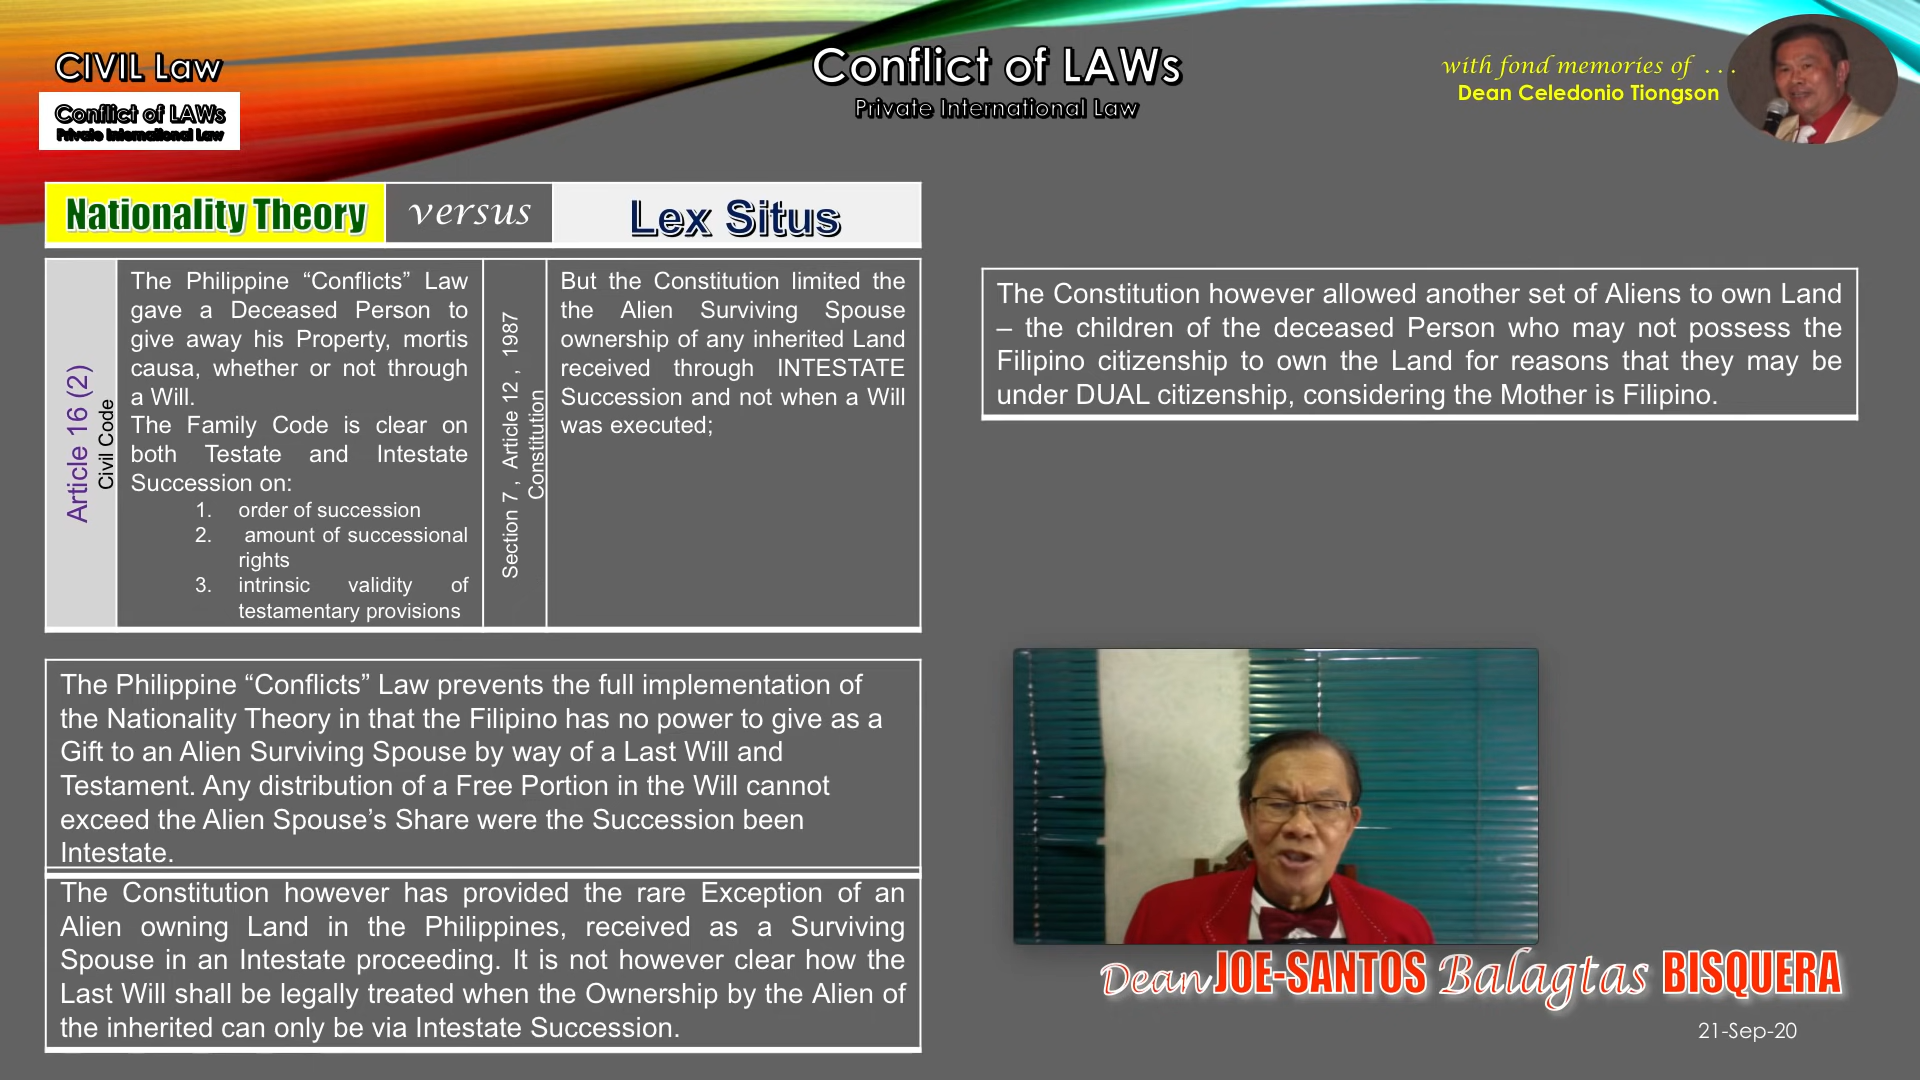 CIVIL Law
Conflict of LAWs
Private International Law
Conflict of LAWs
Private International Law
with fond memories of . . .
Dean Celedonio Tiongson
Nationality Theory
versus
Lex Situs
Article 16 (2)
Civil Code
The Philippine “Conflicts” Law
gave a Deceased Person to
give away his Property, mortis
causa, whether or not through
a Will.
The Family Code is clear on
both Testate and Intestate
Succession on:
1. order of succession
2. amount of successional
rights
3. intrinsic validity of
testamentary provisions
Section 7 , Article 12 , 1987
Constitution
But the Constitution limited the
the Alien Surviving Spouse
ownership of any inherited Land
received through INTESTATE
Succession and not when a Will
was executed;
The Philippine “Conflicts” Law prevents the full implementation of
the Nationality Theory in that the Filipino has no power to give as a
Gift to an Alien Surviving Spouse by way of a Last Will and
Testament. Any distribution of a Free Portion in the Will cannot
exceed the Alien Spouse’s Share were the Succession been
Intestate.
The Constitution however has provided the rare Exception of an
Alien owning Land in the Philippines, received as a Surviving
Spouse in an Intestate proceeding. It is not however clear how the
Last Will shall be legally treated when the Ownership by the Alien of
the inherited can only be via Intestate Succession.
The Constitution however allowed another set of Aliens to own Land
– the children of the deceased Person who may not possess the
Filipino citizenship to own the Land for reasons that they may be
under DUAL citizenship, considering the Mother is Filipino.
Dean JOE-SANTOS Balagtas BISQUERA
21-Sep-20